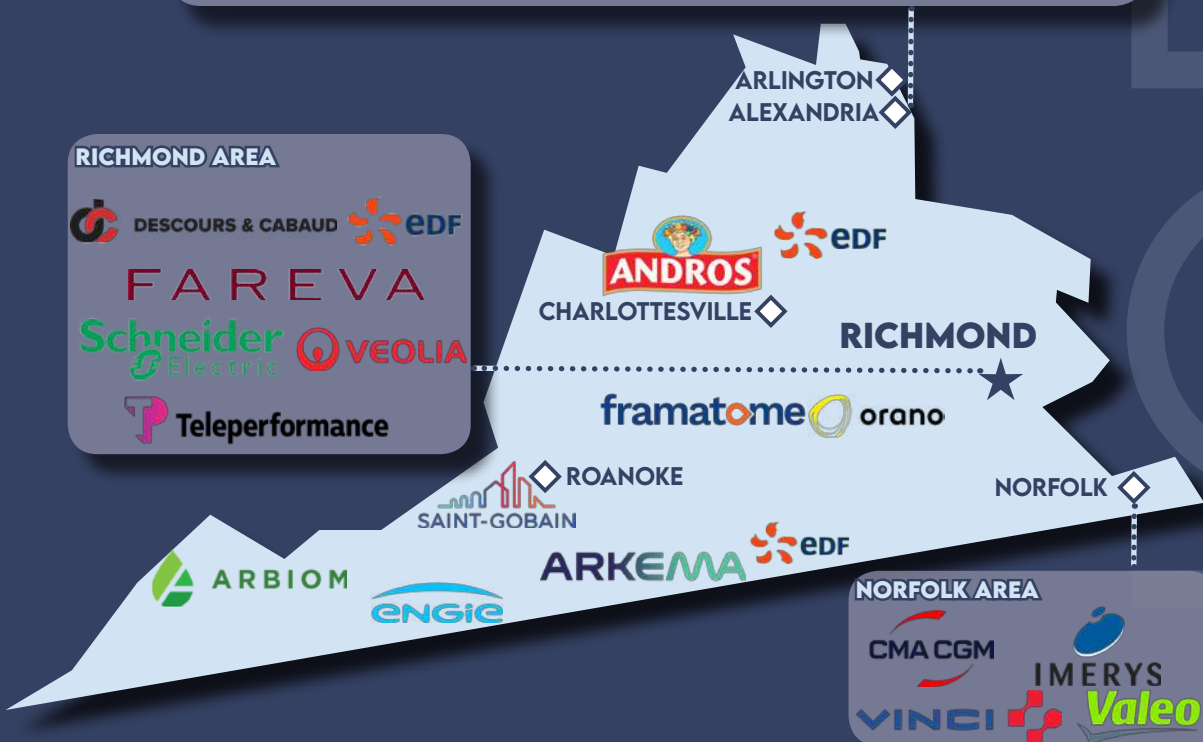 ARLINGTON
ALEXANDRIA
RICHMOND AREA
DESCOURS & CABAUD
eDF
FAREVA
Schneider
Electric
VEOLIA
Teleperformance
ANDROS
eDF
CHARLOTTESVILLE
RICHMOND
framatome
orano
ROANOKE
SAINT-GOBAIN
NORFOLK
ARBIOM
ENGIE
ARKEMA
eDF
NORFOLK AREA
CMA CGM
IMERYS
VINCI
Valeo